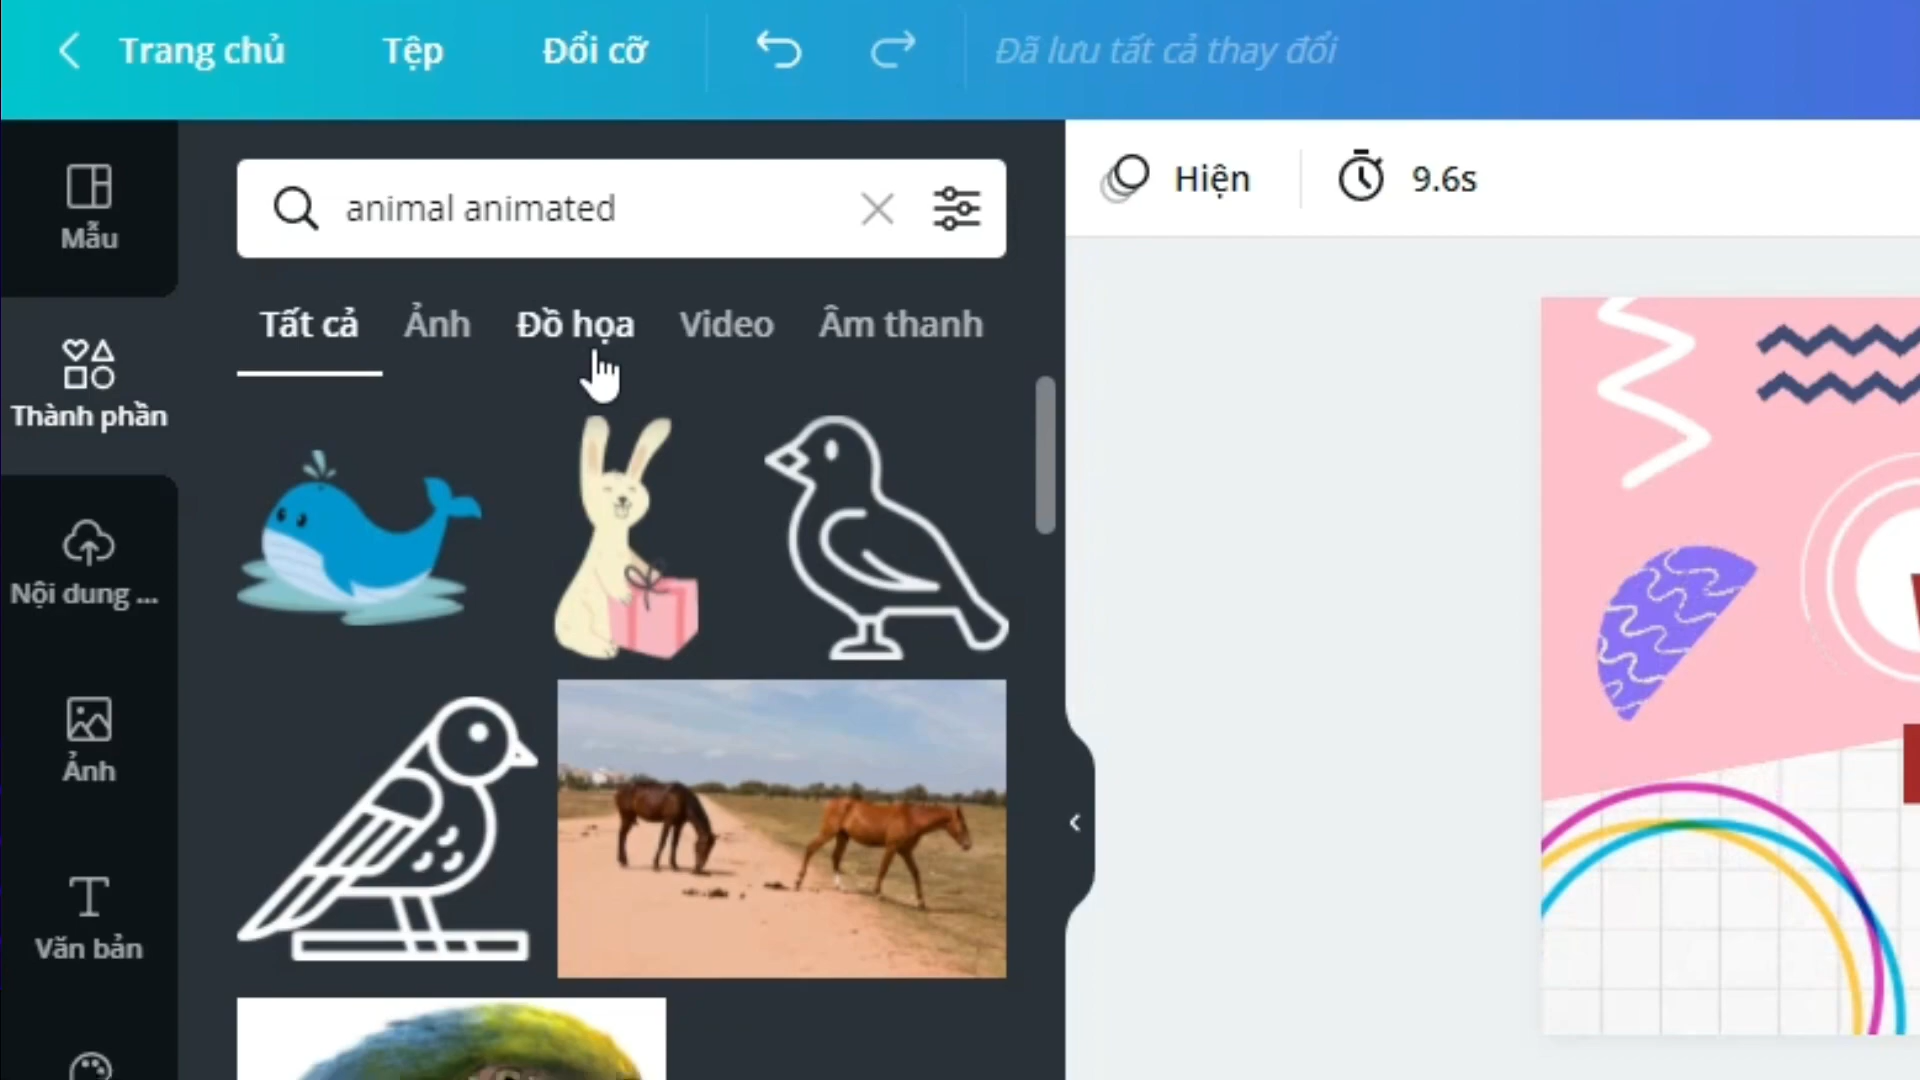 Trang chủ
Tệp
Đổi cỡ
Đã lưu tất cả thay đổi
Mẫu
Thành phần
Nội dung ...
Ảnh
Văn bản
animal animated
Tất cả
Ảnh
Đồ họa
Video
Âm thanh
Hiện
9.6s